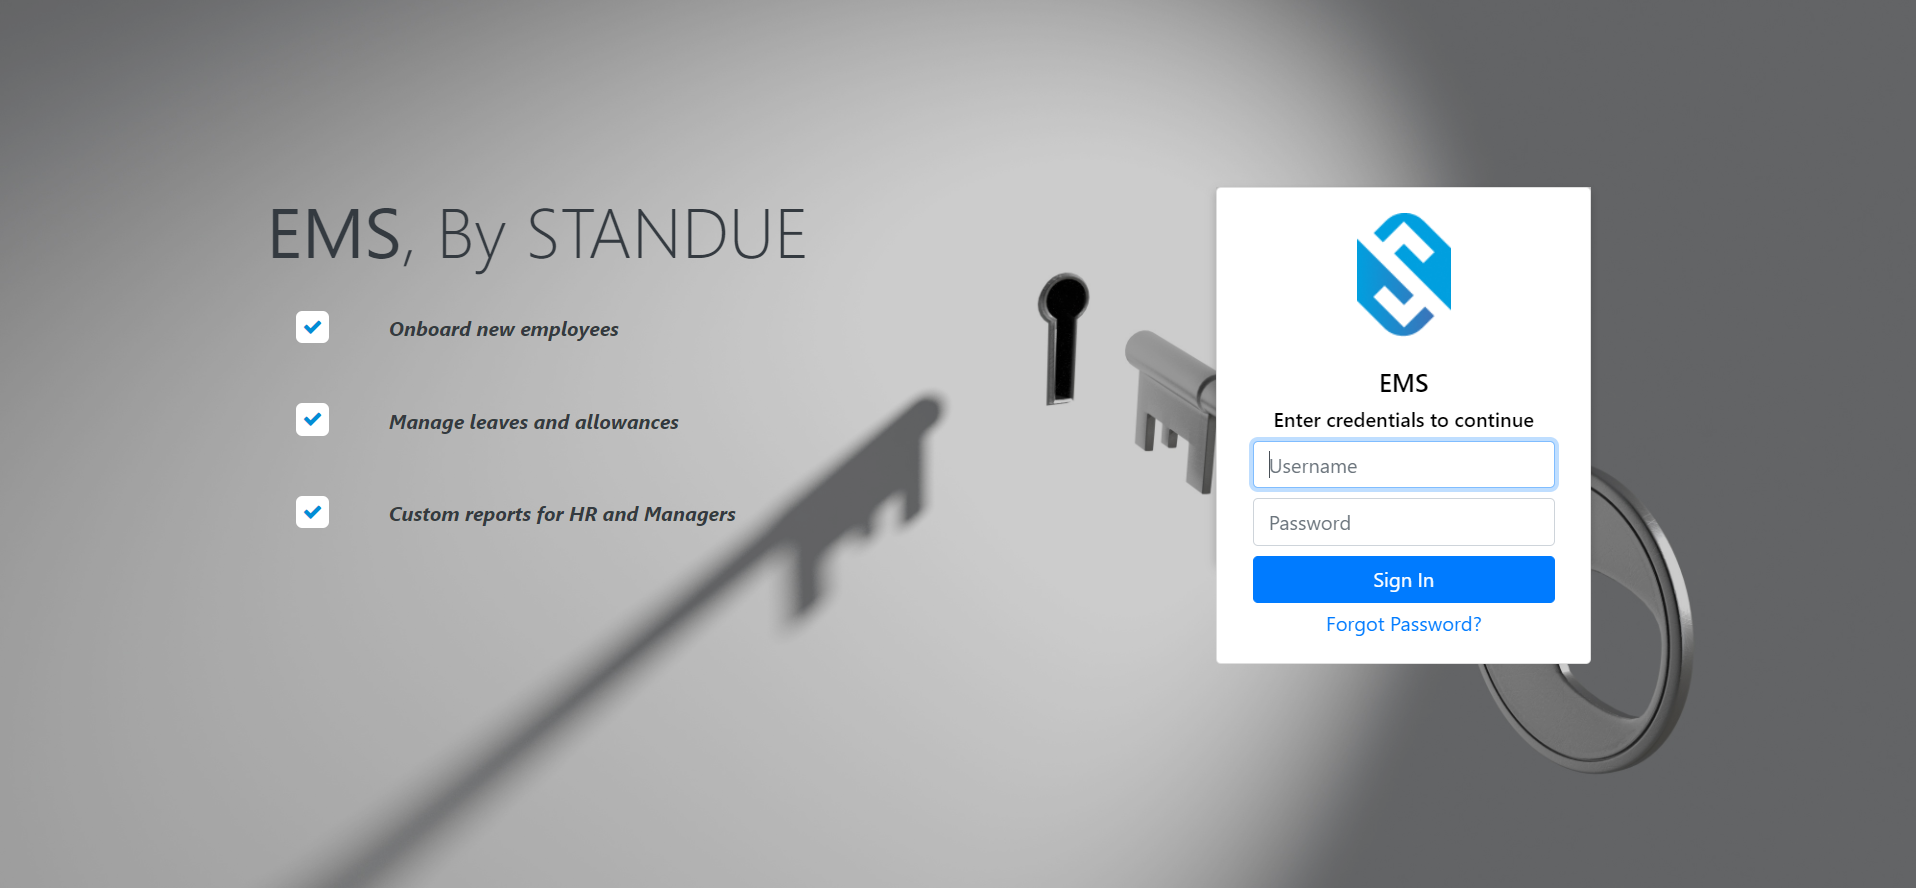 EMS, By STANDUE
Onboard new employees
Manage leaves and allowances
Custom reports for HR and Managers
EMS
Enter credentials to continue
Username
Password
Sign In
Forgot Password?